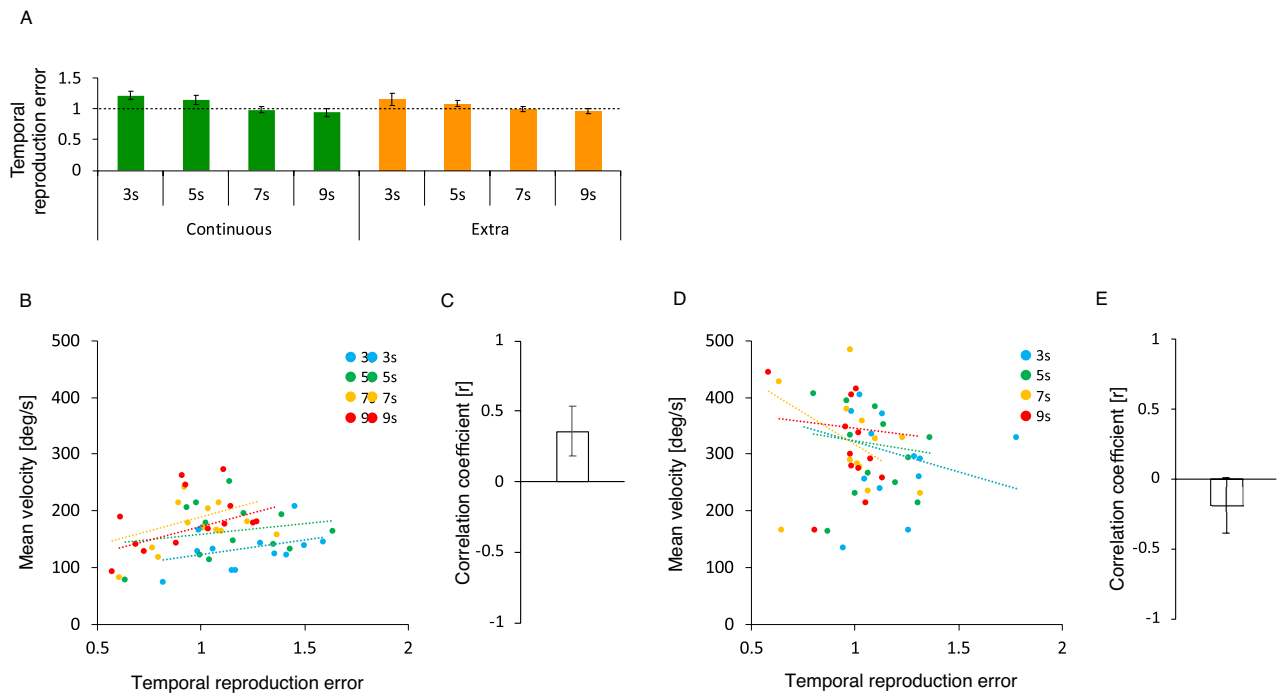 A
Temporal
reproduction error
1.5
1
0.5
0
3s 5s 7s 9s 3s 5s 7s 9s
Continuous Extra
B
Mean velocity [deg/s]
500
400
300
200
100
0
0.5 1 1.5 2
Temporal reproduction error
3s
5s
7s
9s
C
Correlation coefficient [r]
1
0.5
0
-0.5
-1
D
Mean velocity [deg/s]
500
400
300
200
100
0
0.5 1 1.5 2
Temporal reproduction error
3s
5s
7s
9s
E
Correlation coefficient [r]
1
0.5
0
-0.5
-1